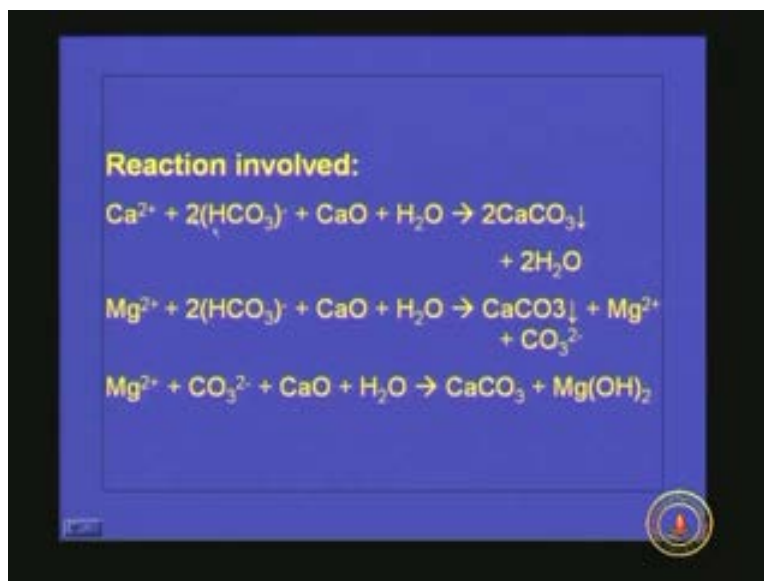 Reaction involved:
Ca²⁺ + 2(HCO₃)⁻ + CaO + H₂O → 2CaCO₃↓
+ 2H₂O
Mg²⁺ + 2(HCO₃)⁻ + CaO + H₂O → CaCO3↓ + Mg²⁺
+ CO₃²⁻
Mg²⁺ + CO₃²⁻ + CaO + H₂O → CaCO₃ + Mg(OH)₂